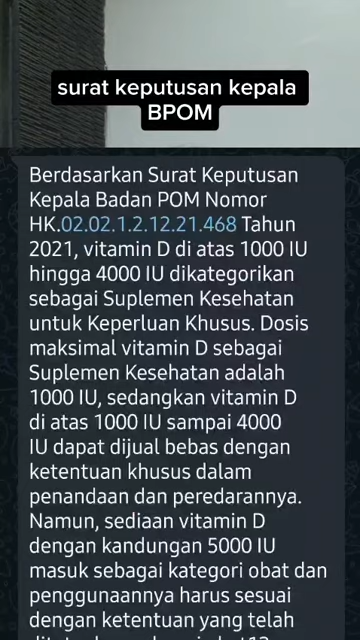 surat keputusan kepala
BPOM
Berdasarkan Surat Keputusan
Kepala Badan POM Nomor
HK.02.02.1.2.12.21.468 Tahun
2021, vitamin D di atas 1000 IU
hingga 4000 IU dikategorikan
sebagai Suplemen Kesehatan
untuk Keperluan Khusus. Dosis
maksimal vitamin D sebagai
Suplemen Kesehatan adalah
1000 IU, sedangkan vitamin D
di atas 1000 IU sampai 4000
IU dapat dijual bebas dengan
ketentuan khusus dalam
penandaan dan peredarannya.
Namun, sediaan vitamin D
dengan kandungan 5000 IU
masuk sebagai kategori obat dan
penggunaannya harus sesuai
dengan ketentuan yang telah